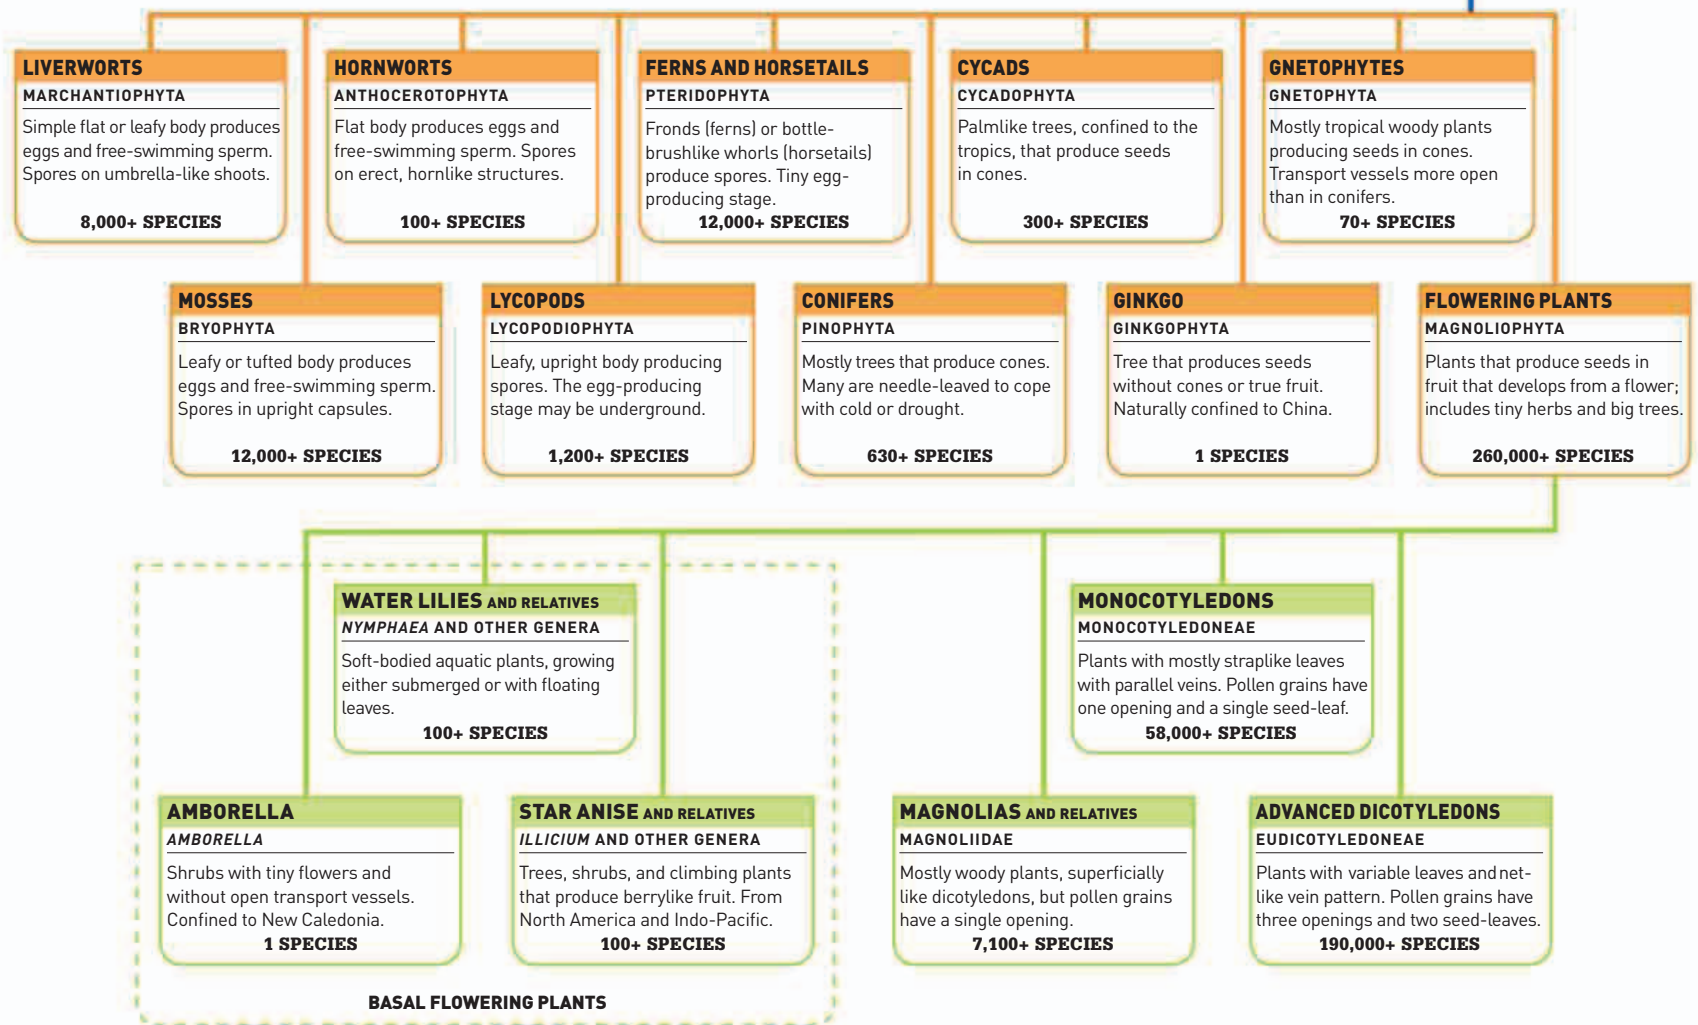 LIVERWORTS
MARCHANTIOPHYTA
Simple flat or leafy body produces
eggs and free-swimming sperm.
Spores on umbrella-like shoots.
8,000+ SPECIES
HORNWORTS
ANTHOCEROTOPHYTA
Flat body produces eggs and
free-swimming sperm. Spores
on erect, hornlike structures.
100+ SPECIES
FERNS AND HORSETAILS
PTERIDOPHYTA
Fronds (ferns) or bottle-
brushlike whorls (horsetails)
produce spores. Tiny egg-
producing stage.
12,000+ SPECIES
CYCADS
CYCADOPHYTA
Palmlike trees, confined to the
tropics, that produce seeds
in cones.
300+ SPECIES
GNETOPHYTES
GNETOPHYTA
Mostly tropical woody plants
producing seeds in cones.
Transport vessels more open
than in conifers.
70+ SPECIES
MOSSES
BRYOPHYTA
Leafy or tufted body produces
eggs and free-swimming sperm.
Spores in upright capsules.
12,000+ SPECIES
LYCOPODS
LYCOPODIOPHYTA
Leafy, upright body producing
spores. The egg-producing
stage may be underground.
1,200+ SPECIES
CONIFERS
PINOPHYTA
Mostly trees that produce cones.
Many are needle-leaved to cope
with cold or drought.
630+ SPECIES
GINKGO
GINKGOPHYTA
Tree that produces seeds
without cones or true fruit.
Naturally confined to China.
1 SPECIES
FLOWERING PLANTS
MAGNOLIOPHYTA
Plants that produce seeds in
fruit that develops from a flower;
includes tiny herbs and big trees.
260,000+ SPECIES
WATER LILIES AND RELATIVES
NYMPHAEA AND OTHER GENERA
Soft-bodied aquatic plants, growing
either submerged or with floating
leaves.
100+ SPECIES
MONOCOTYLEDONS
MONOCOTYLEDONEAE
Plants with mostly straplike leaves
with parallel veins. Pollen grains have
one opening and a single seed-leaf.
58,000+ SPECIES
AMBORELLA
AMBORELLA
Shrubs with tiny flowers and
without open transport vessels.
Confined to New Caledonia.
1 SPECIES
STAR ANISE AND RELATIVES
ILLICIUM AND OTHER GENERA
Trees, shrubs, and climbing plants
that produce berrylike fruit. From
North America and Indo-Pacific.
100+ SPECIES
MAGNOLIAS AND RELATIVES
MAGNOLIIDAE
Mostly woody plants, superficially
like dicotyledons, but pollen grains
have a single opening.
7,100+ SPECIES
ADVANCED DICOTYLEDONS
EUDICOTYLEDONEAE
Plants with variable leaves and net-
like vein pattern. Pollen grains have
three openings and two seed-leaves.
190,000+ SPECIES
BASAL FLOWERING PLANTS